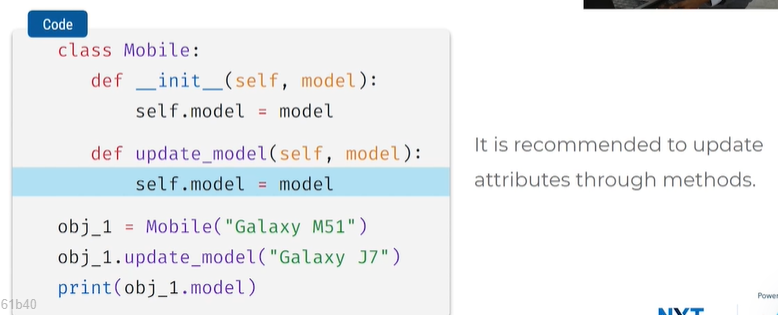 Code
class Mobile:
    def __init__(self, model):
        self.model = model
    def update_model(self, model):
        self.model = model
obj_1 = Mobile("Galaxy M51")
obj_1.update_model("Galaxy J7")
print(obj_1.model)
It is recommended to update
attributes through methods.
61b40
Power